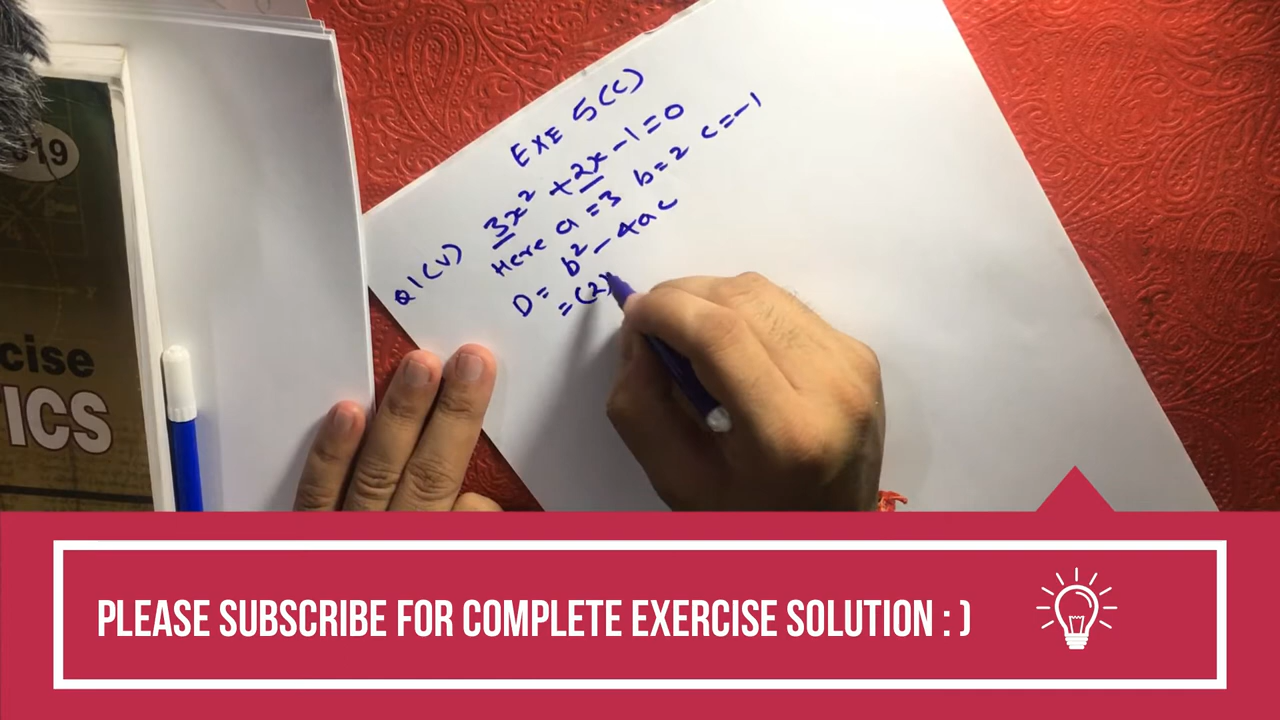 EXE 5(C)
Q1(V) 3x² + 2x - 1 = 0
Here a = 3 b = 2 c = -1
D = b² - 4ac
= (2)
819
cise
ICS
PLEASE SUBSCRIBE FOR COMPLETE EXERCISE SOLUTION : )